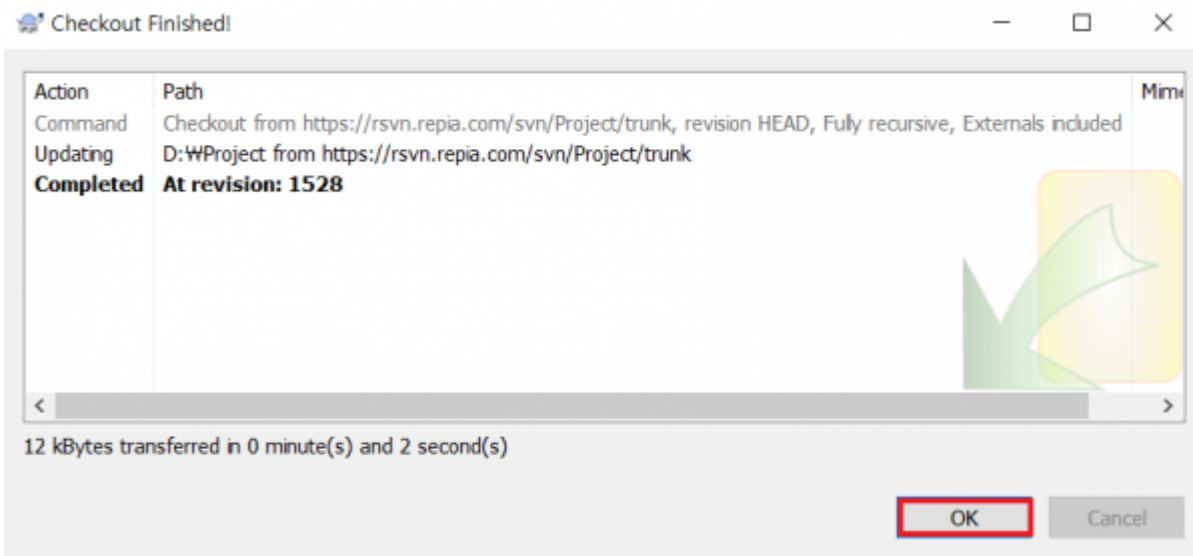 Checkout Finished!
Action Path Mime
Command Checkout from https://rsvn.repia.com/svn/Project/trunk, revision HEAD, Fully recursive, Externals included
Updating D:₩Project from https://rsvn.repia.com/svn/Project/trunk
Completed At revision: 1528
12 kBytes transferred in 0 minute(s) and 2 second(s)
OK Cancel